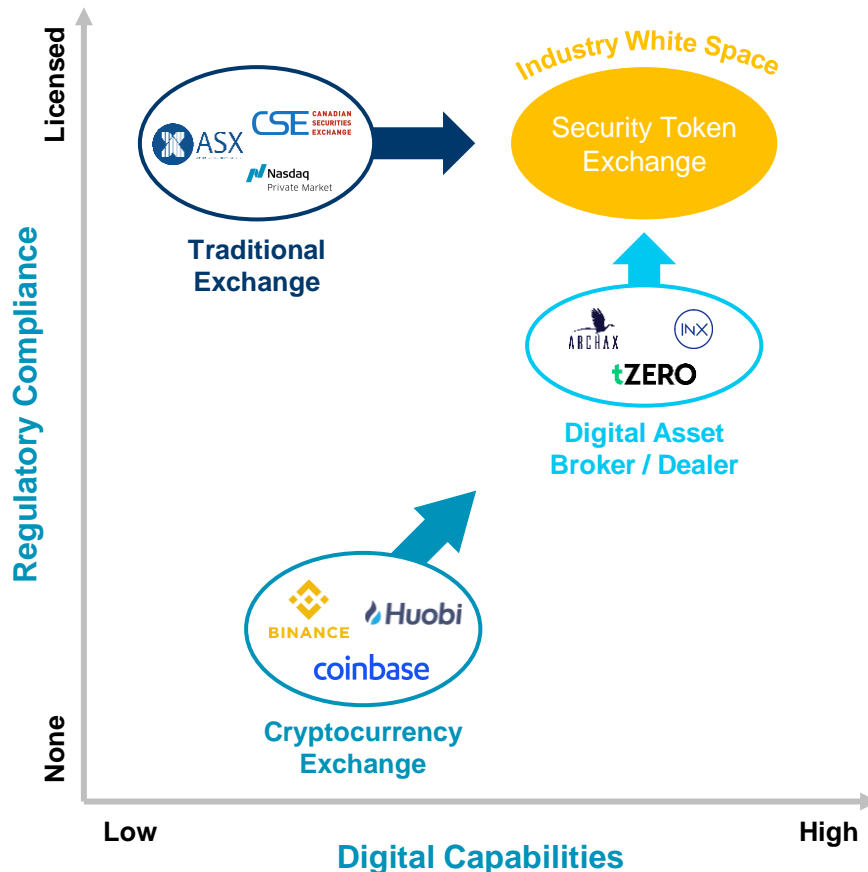 Licensed
Industry White Space
Security Token
Exchange
ASX
CSE
CANADIAN
SECURITIES
EXCHANGE
Nasdaq
Private Market
Traditional
Exchange
ARCHAX
INX
tZERO
Digital Asset
Broker / Dealer
Regulatory Compliance
BINANCE
Huobi
coinbase
Cryptocurrency
Exchange
None
Low
High
Digital Capabilities